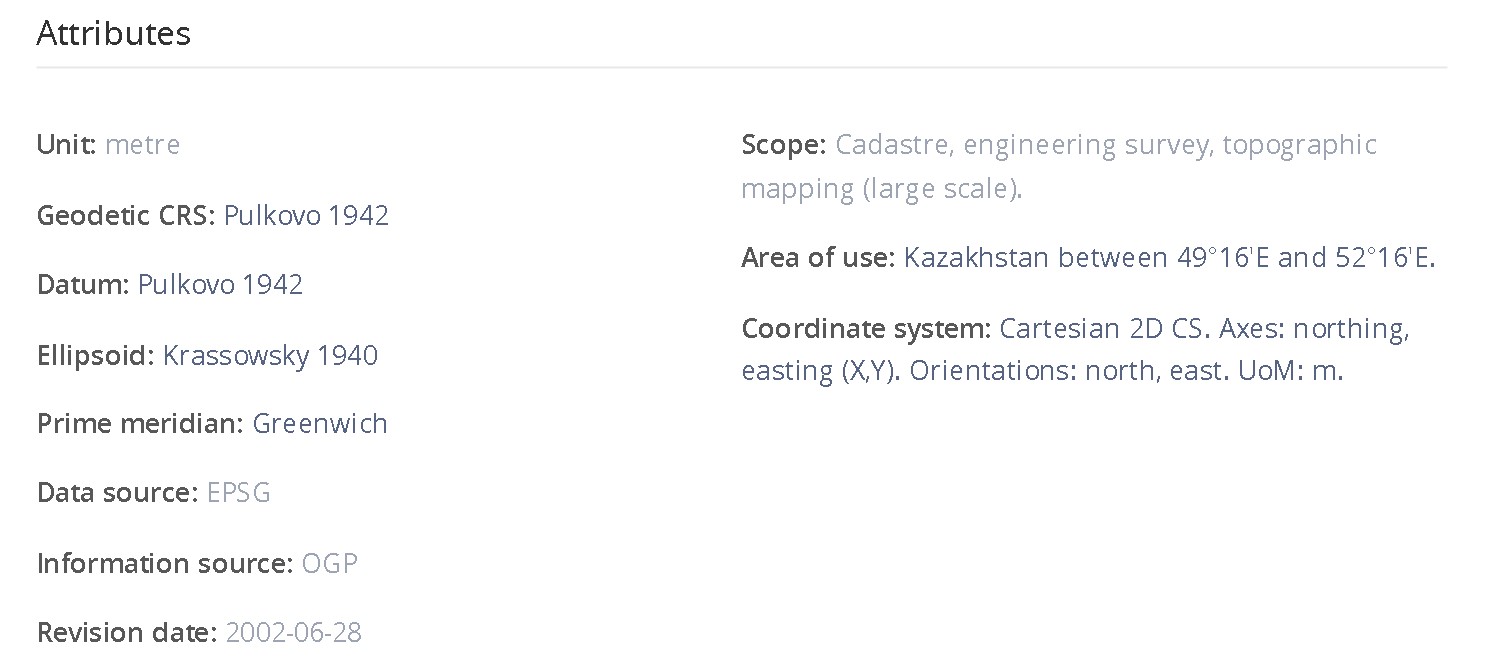 Attributes
Unit: metre
Geodetic CRS: Pulkovo 1942
Datum: Pulkovo 1942
Ellipsoid: Krassowsky 1940
Prime meridian: Greenwich
Data source: EPSG
Information source: OGP
Revision date: 2002-06-28
Scope: Cadastre, engineering survey, topographic
mapping (large scale).
Area of use: Kazakhstan between 49°16'E and 52°16'E.
Coordinate system: Cartesian 2D CS. Axes: northing,
easting (X,Y). Orientations: north, east. UoM: m.